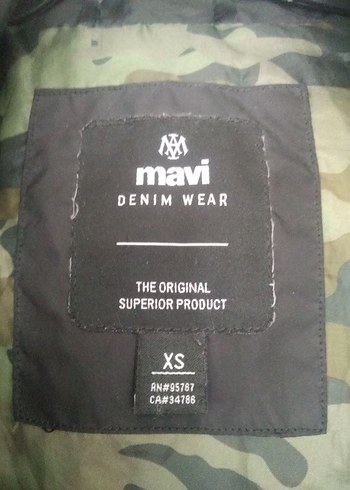 mavi
DENIM WEAR
THE ORIGINAL
SUPERIOR PRODUCT
XS
RN#95767
CA#34786